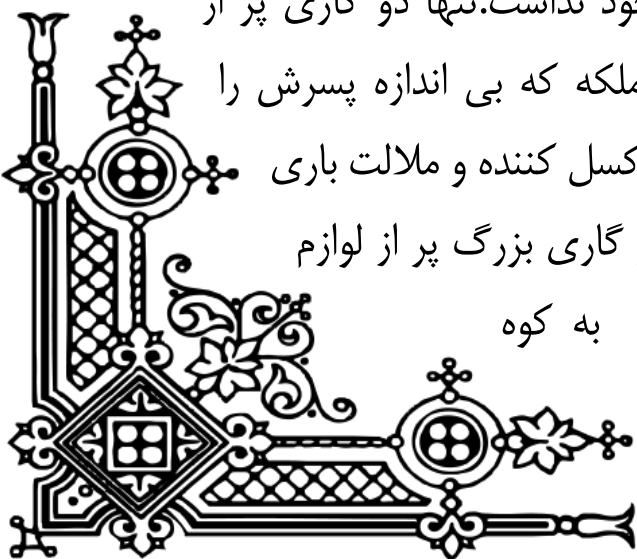 نداشت.تنها دو گاری پر از
ملکه که بی اندازه پسرش را
کسل کننده و ملالت باری
گاری بزرگ پر از لوازم
به کوه